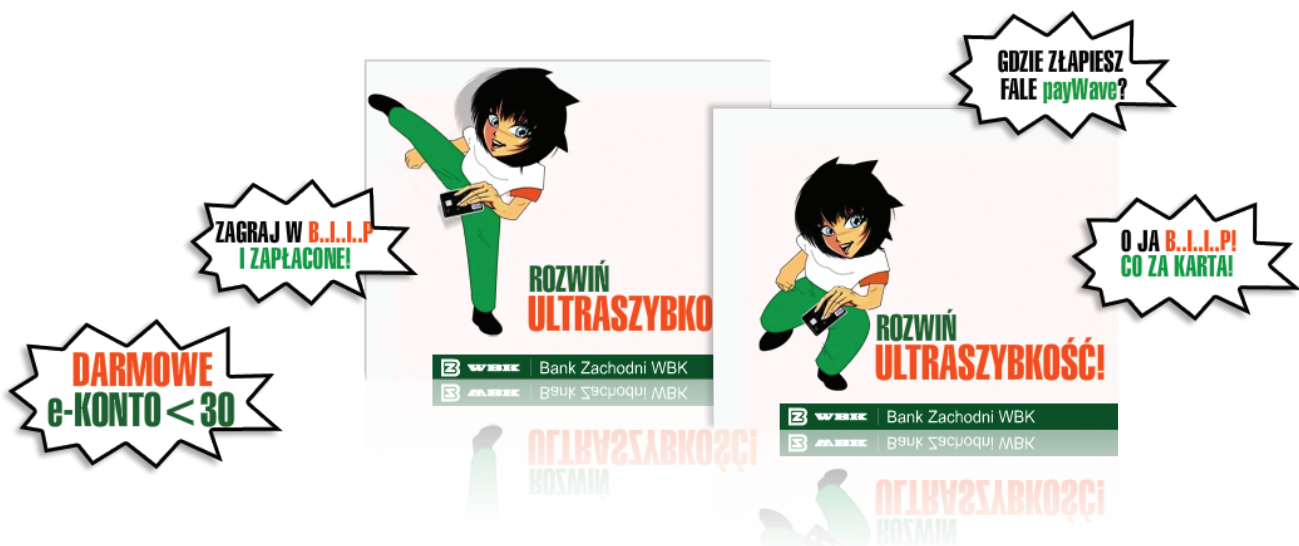 GDZIE ZŁAPIESZ
FALE payWave?
ZAGRAJ W B..I..I..P
I ZAPŁACONE!
O JA B..I..I..P!
CO ZA KARTA!
DARMOWE
e-KONTO < 30
ROZWIŃ
ULTRASZYBKO
WBK Bank Zachodni WBK
ROZWIŃ
ULTRASZYBKOŚĆ!
WBK Bank Zachodni WBK